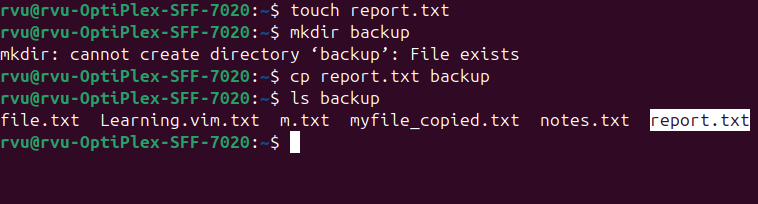 rvu@rvu-OptiPlex-SFF-7020:~$ touch report.txt
rvu@rvu-OptiPlex-SFF-7020:~$ mkdir backup
mkdir: cannot create directory ‘backup’: File exists
rvu@rvu-OptiPlex-SFF-7020:~$ cp report.txt backup
rvu@rvu-OptiPlex-SFF-7020:~$ ls backup
file.txt  Learning.vim.txt  m.txt  myfile_copied.txt  notes.txt  report.txt
rvu@rvu-OptiPlex-SFF-7020:~$